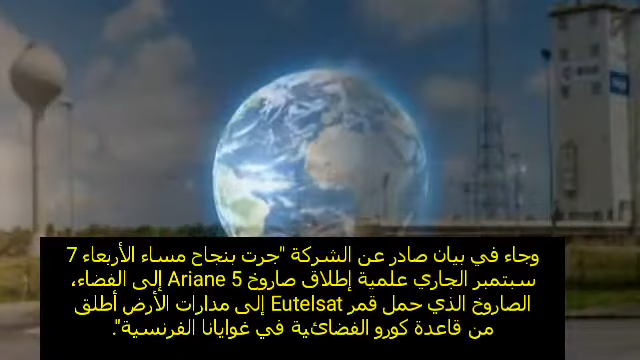 وجاء في بيان صادر عن الشركة "جرت بنجاح مساء الأربعاء 7
سبتمبر الجاري علمية إطلاق صاروخ Ariane 5 إلى الفضاء،
الصاروخ الذي حمل قمر Eutelsat إلى مدارات الأرض أطلق
من قاعدة كورو الفضائية في غوايانا الفرنسية".